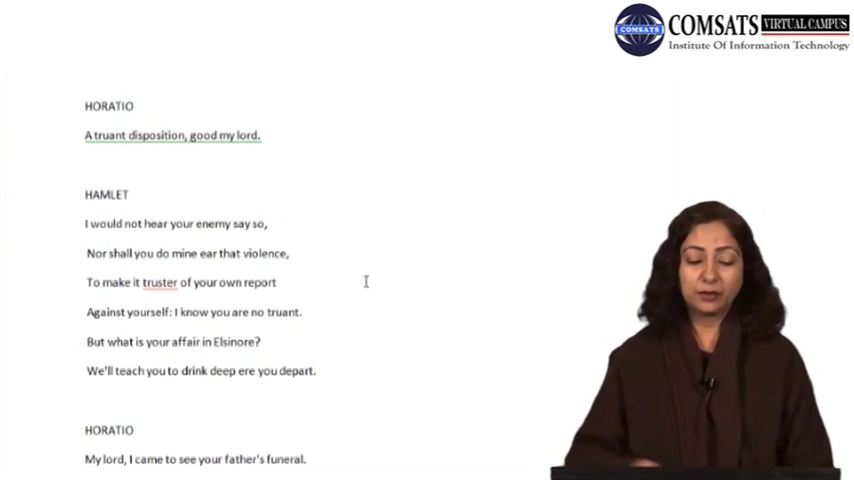 COMSATS
COMSATS VIRTUAL CAMPUS
Institute Of Information Technology
HORATIO
A truant disposition, good my lord.
HAMLET
I would not hear your enemy say so,
Nor shall you do mine ear that violence,
To make it truster of your own report
Against yourself: I know you are no truant.
But what is your affair in Elsinore?
We'll teach you to drink deep ere you depart.
HORATIO
My lord, I came to see your father's funeral.